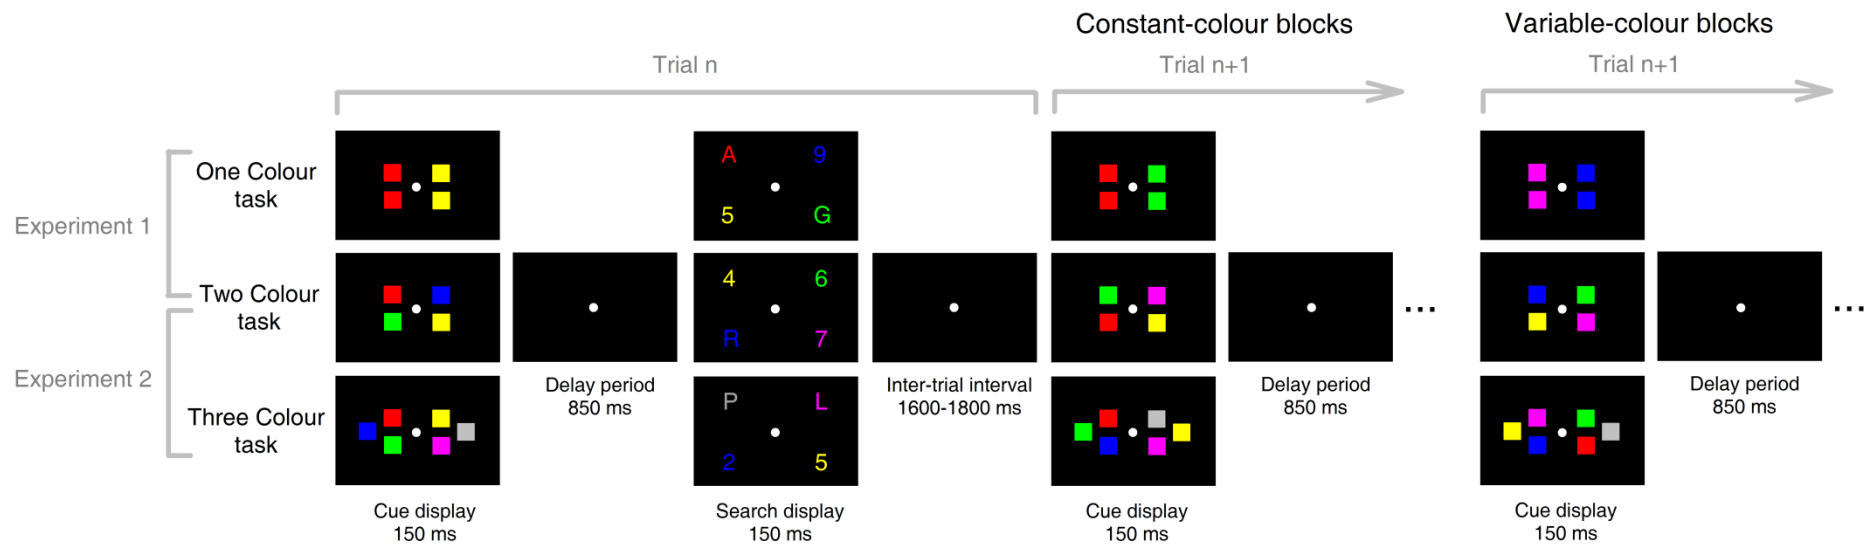 Constant-colour blocks
Variable-colour blocks
Trial n
Trial n+1
Trial n+1
Experiment 1
One Colour
task
A
9
5
G
Two Colour
task
4
6
R
7
...
...
Experiment 2
Delay period
850 ms
Inter-trial interval
1600-1800 ms
Delay period
850 ms
Delay period
850 ms
Three Colour
task
P
L
2
5
Cue display
150 ms
Search display
150 ms
Cue display
150 ms
Cue display
150 ms